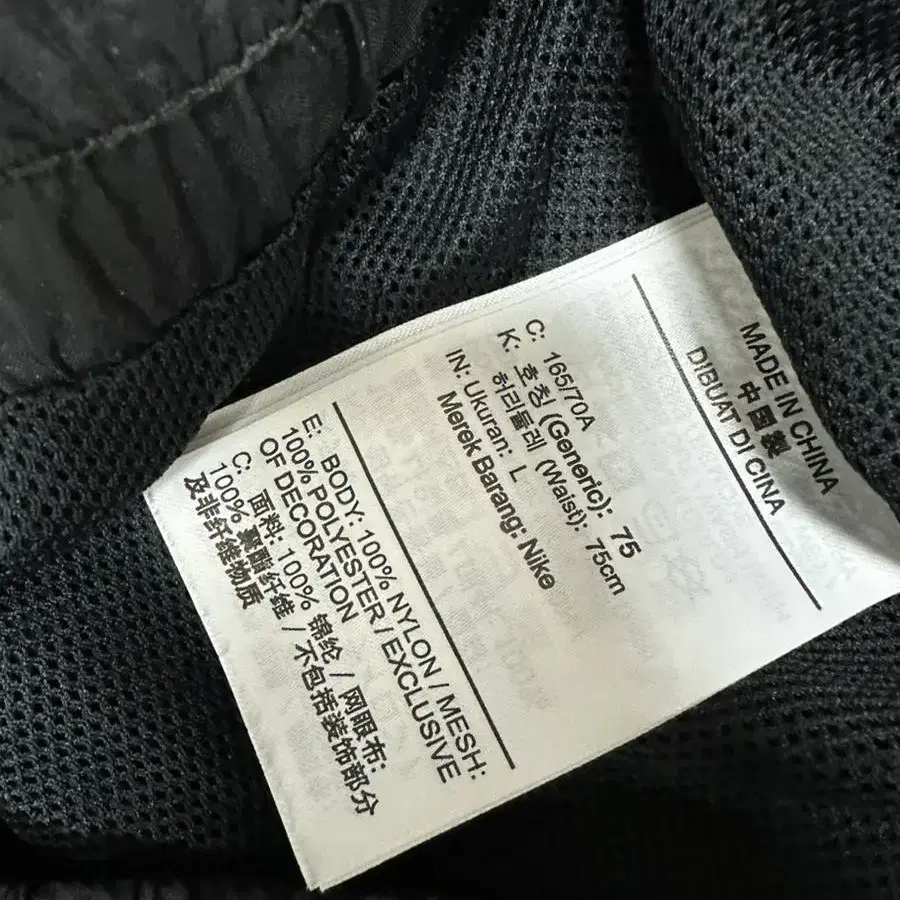 MADE IN CHINA
中国製
DIBUAT DI CINA
C: 165/70A
K: 호칭 (Generic): 75
허리둘레 (Waist): 75cm
IN: Ukuran: L
Merek Barang: Nike
E: BODY: 100% NYLON / MESH:
100% POLYESTER / EXCLUSIVE
OF DECORATION
C: 面料: 100% 锦纶 / 网眼布:
100% 聚酯纤维 / 不包括装饰部分
及非纤维物质